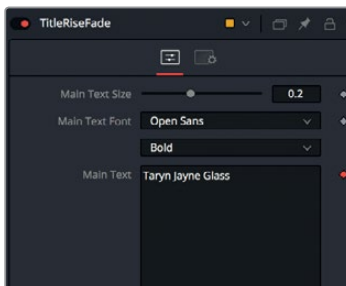 TitleRiseFade
Main Text Size 0.2
Main Text Font Open Sans
Bold
Main Text Taryn Jayne Glass